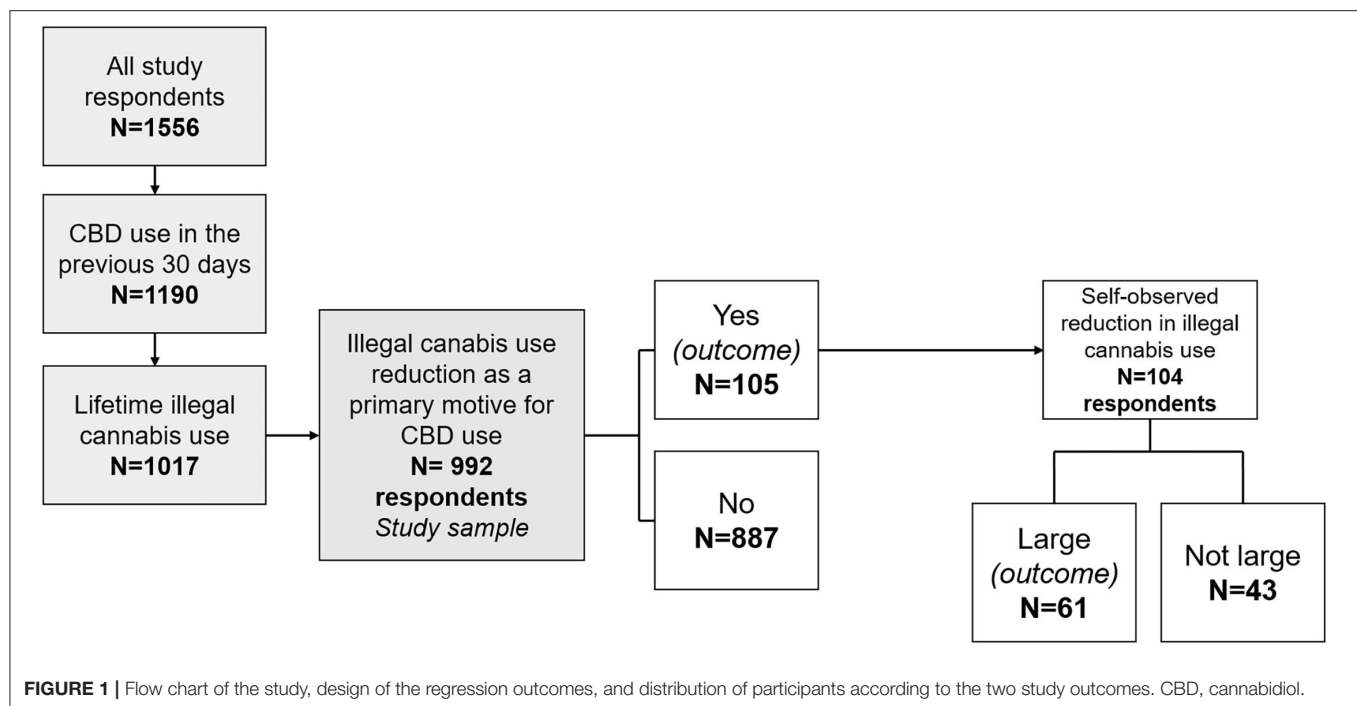 All study
respondents
N=1556
CBD use in the
previous 30 days
N=1190
Lifetime illegal
cannabis use
N=1017
Illegal canabis use
reduction as a
primary motive for
CBD use
N= 992
respondents
Study sample
Yes
(outcome)
N=105
No
N=887
Self-observed
reduction in illegal
cannabis use
N=104
respondents
Large
(outcome)
N=61
Not large
N=43
FIGURE 1 | Flow chart of the study, design of the regression outcomes, and distribution of participants according to the two study outcomes. CBD, cannabidiol.